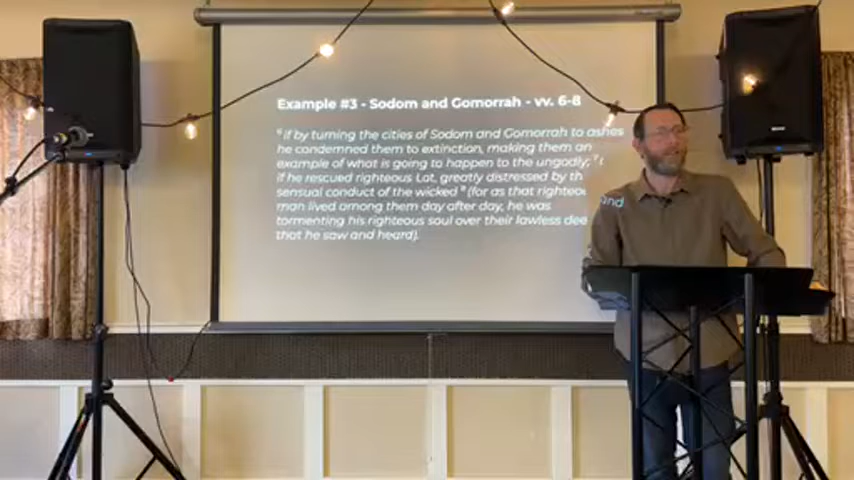 Example #3 - Sodom and Gomorrah - vv. 6-8
6 if by turning the cities of Sodom and Gomorrah to ashes
he condemned them to extinction, making them an
example of what is going to happen to the ungodly; 7
if he rescued righteous Lot, greatly distressed by th
sensual conduct of the wicked 8 (for as that righteou
man lived among them day after day, he was
tormenting his righteous soul over their lawless dee
that he saw and heard).
and